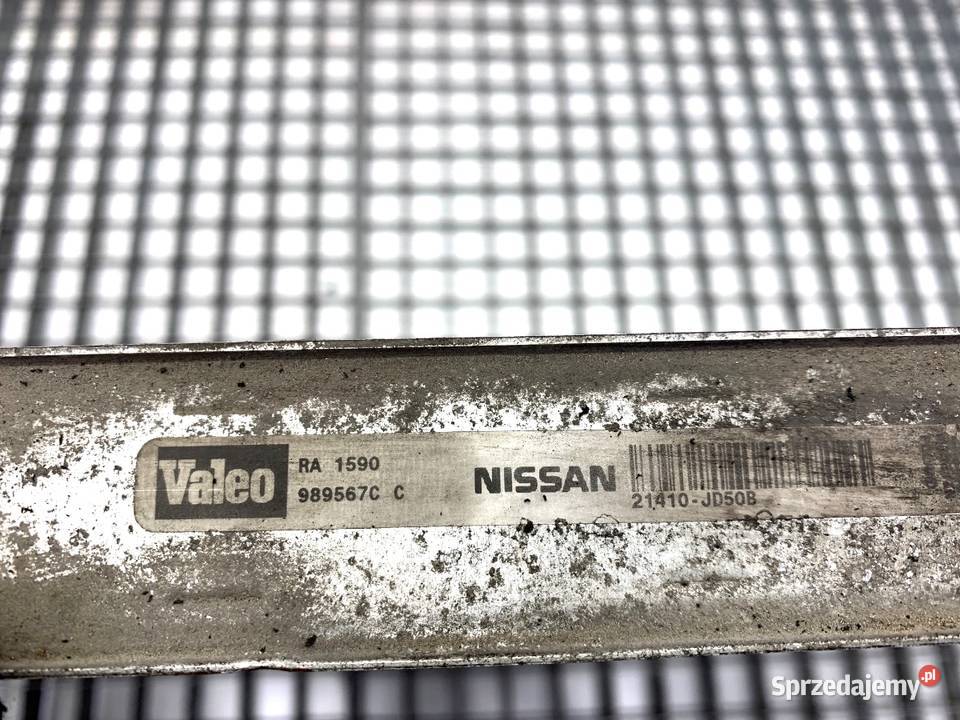 Valeo
RA 1590
989567C C
NISSAN
21410-JD50B
Sprzedajemy.pl